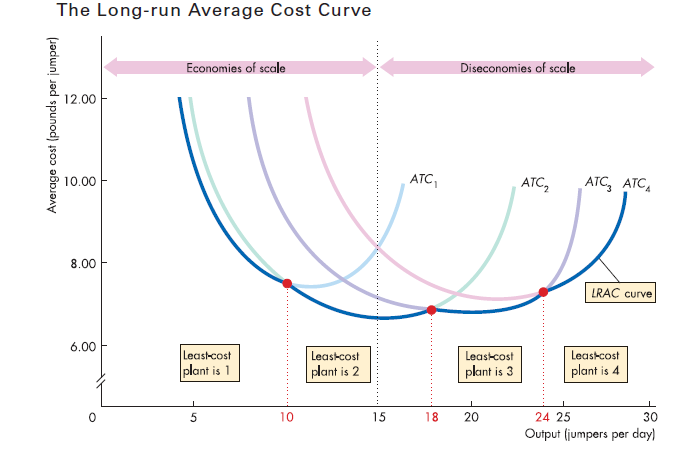 The Long-run Average Cost Curve
Average cost (pounds per jumper)
Economies of scale
Diseconomies of scale
12.00
10.00
8.00
6.00
ATC1
ATC2
ATC3
ATC4
LRAC curve
Least-cost
plant is 1
Least-cost
plant is 2
Least-cost
plant is 3
Least-cost
plant is 4
0 5 10 15 18 20 24 25 30
Output (jumpers per day)